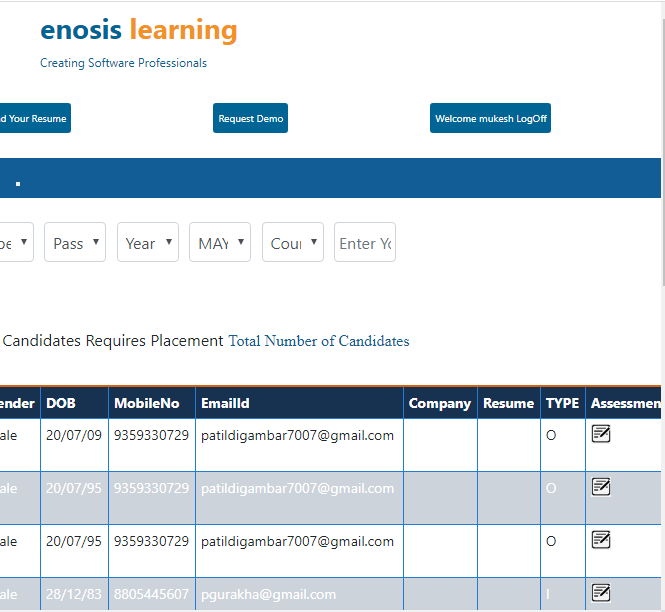 enosis learning
Creating Software Professionals
d Your Resume Request Demo Welcome mukesh LogOff
Pass Year MAY Cour Enter Yo
Candidates Requires Placement Total Number of Candidates
ender DOB MobileNo EmailId Company Resume TYPE Assessmen
ale 20/07/09 9359330729 patildigambar7007@gmail.com O
ale 20/07/95 9359330729 patildigambar7007@gmail.com O
ale 20/07/95 9359330729 patildigambar7007@gmail.com O
ale 28/12/83 8805445607 pgurakha@gmail.com I